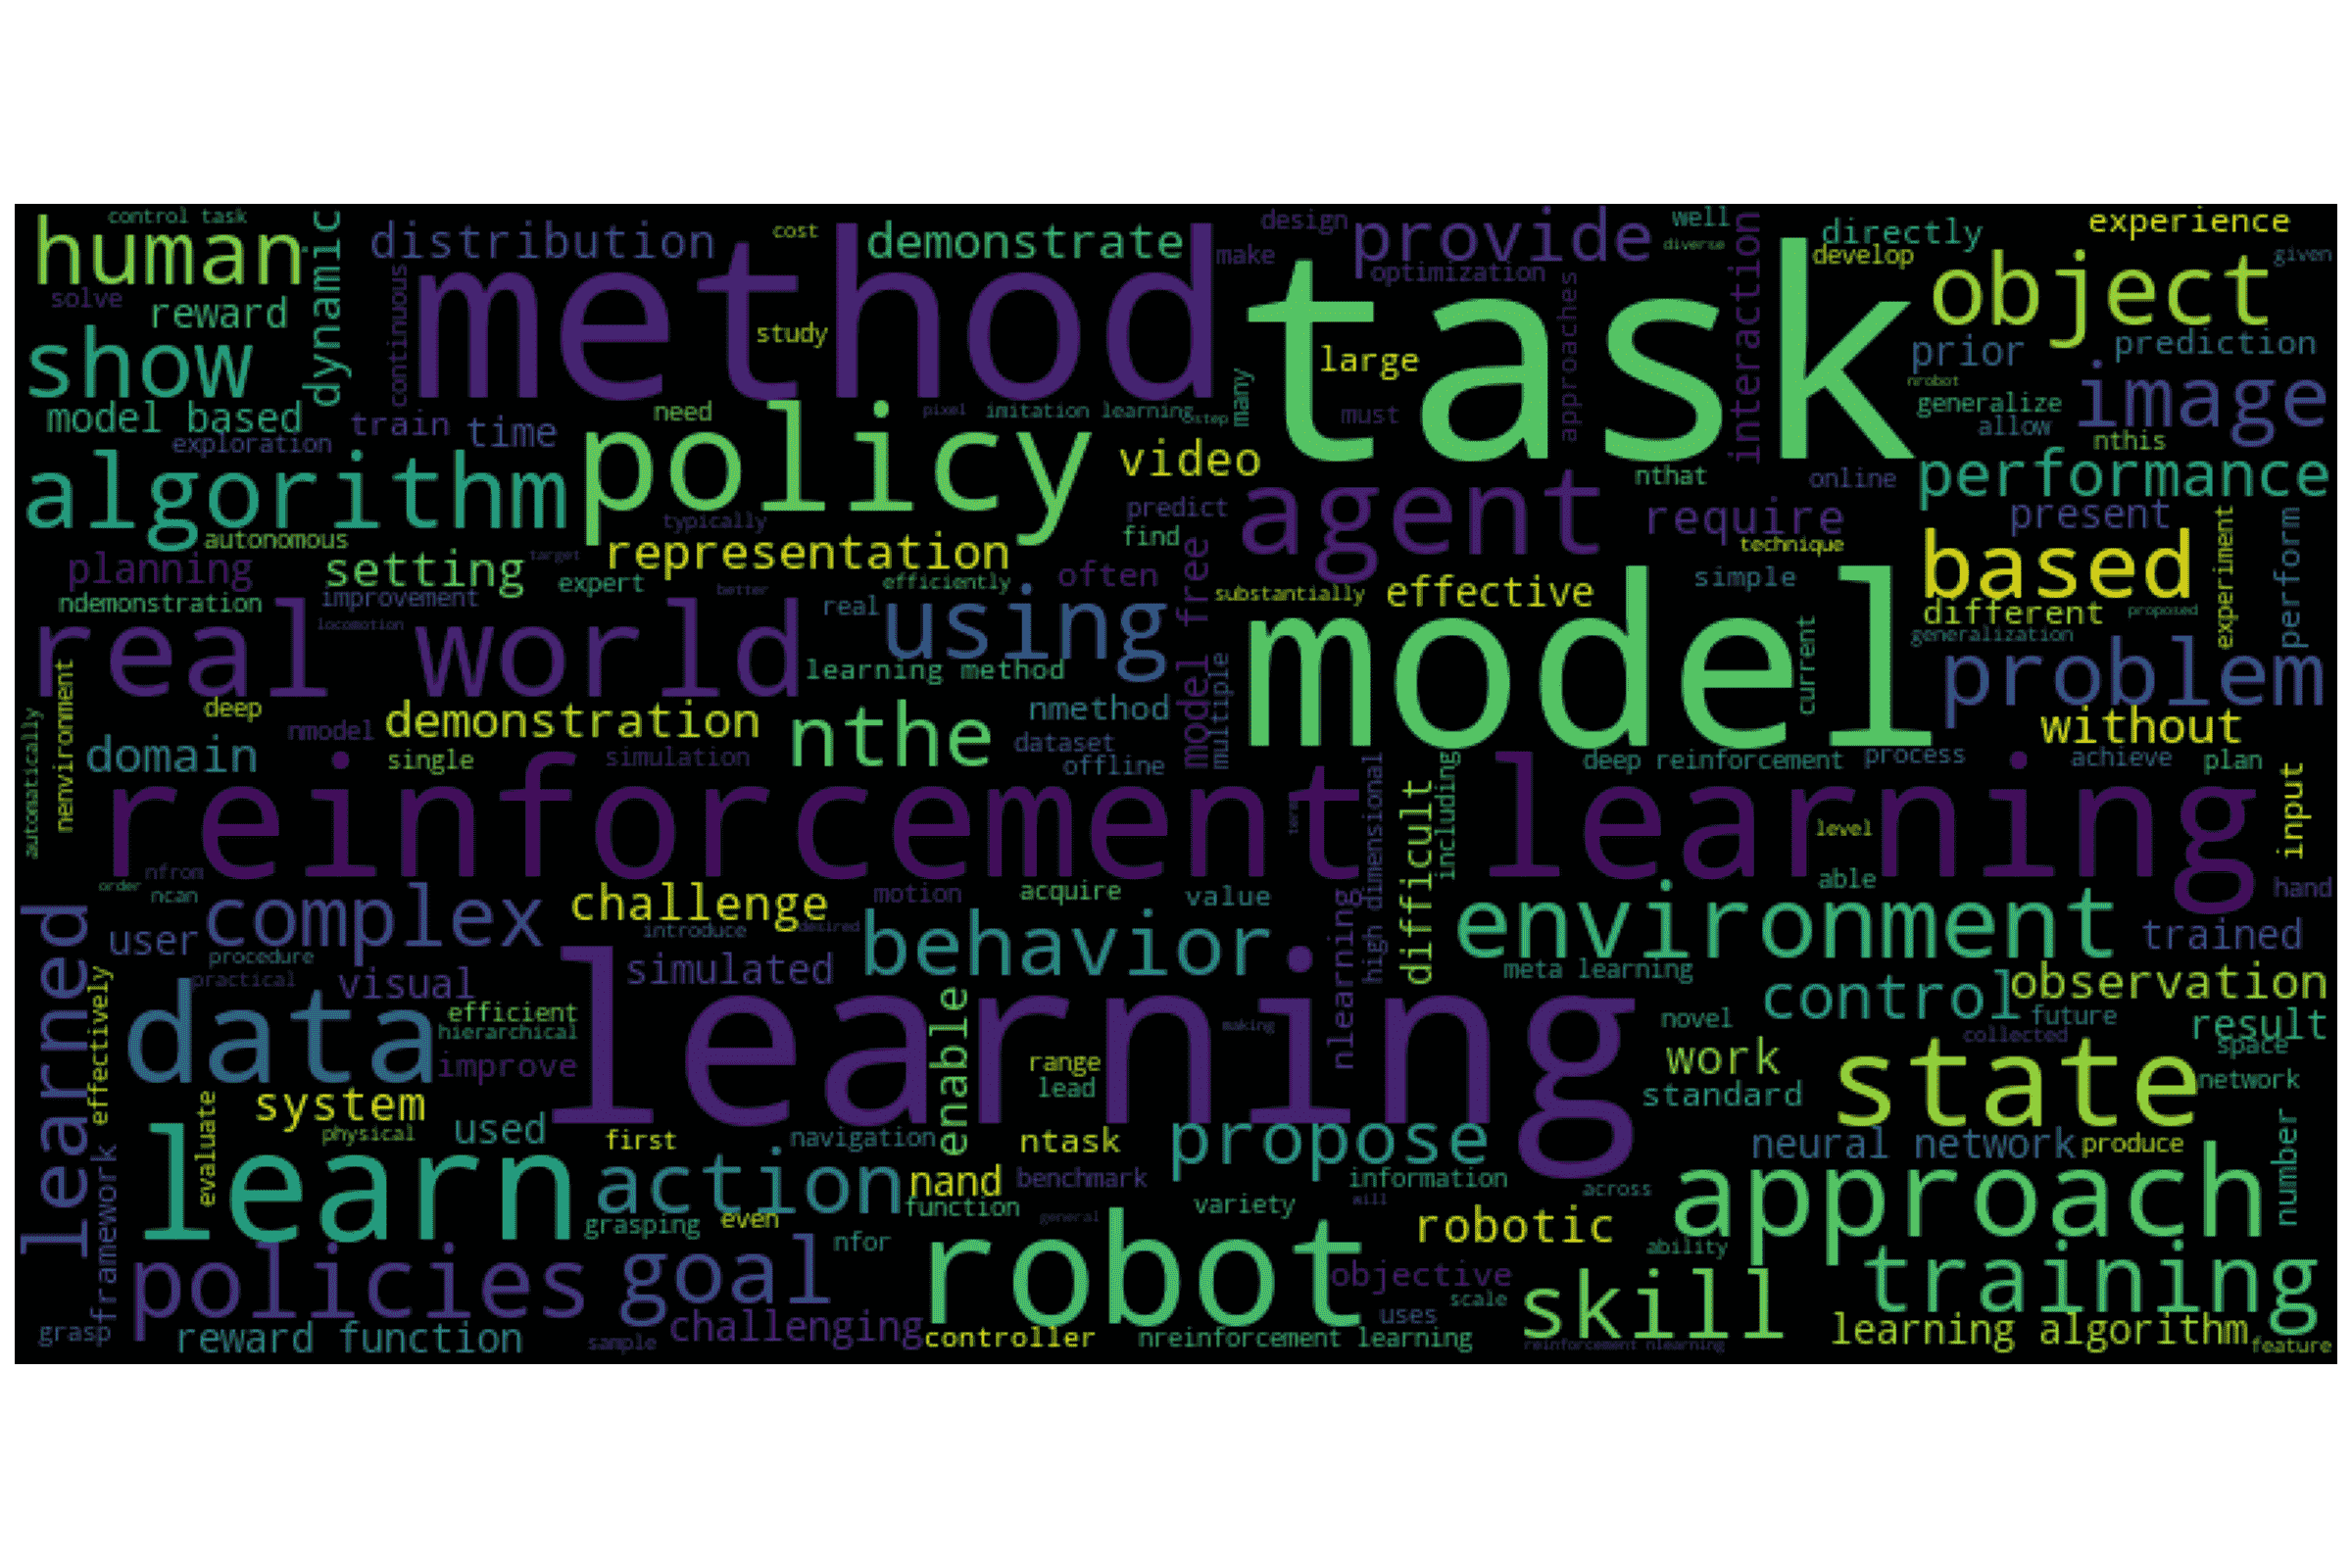 control task
human
solve
reward
show
dynamic
model based
exploration
continuous
distribution
cost
demonstrate
method
study
train
time
need
pixel
imitation learning
step
many
design
make
provide
optimization
approaches
interaction
well
diverse
directly
develop
experience
given
object
task
large
must
prior
prediction
nrobot
generalize
image
allow
nthis
algorithm
autonomous
policy
typically
video
predict
find
agent
nthat
online
require
technique
performance
present
based
experiment
perform
planning
setting
representation
target
expert
efficiently
often
model free
substantially
effective
simple
different
proposed
generalization
ndemonstration
improvement
better
real
using
locomotion
real world
learning method
multiple
model
current
problem
without
automatically
nenvironment
deep
nmodel
demonstration
nthe
nmethod
dataset
offline
domain
single
simulation
deep reinforcement
process
achieve
plan
reinforcement learning
term
high dimensional
difficult
including
level
input
order
nfrom
ncan
complex
challenge
motion
acquire
value
able
hand
learned
user
procedure
practical
visual
introduce
desired
simulated
behavior
nlearning
environment
meta learning
trained
observation
control
future
result
space
collected
novel
data
efficient
hierarchical
improve
effectively
learning
making
enable
range
lead
work
standard
state
network
system
evaluate
physical
used
first
navigation
ntask
propose
neural network
produce
number
learn
action
nand
benchmark
information
function
grasping
even
general
variety
will
across
approach
framework
policies
goal
nfor
robot
objective
robotic
ability
training
scale
skill
uses
grasp
reward function
sample
challenging
controller
nreinforcement learning
reinforcement nlearning
learning algorithm
feature